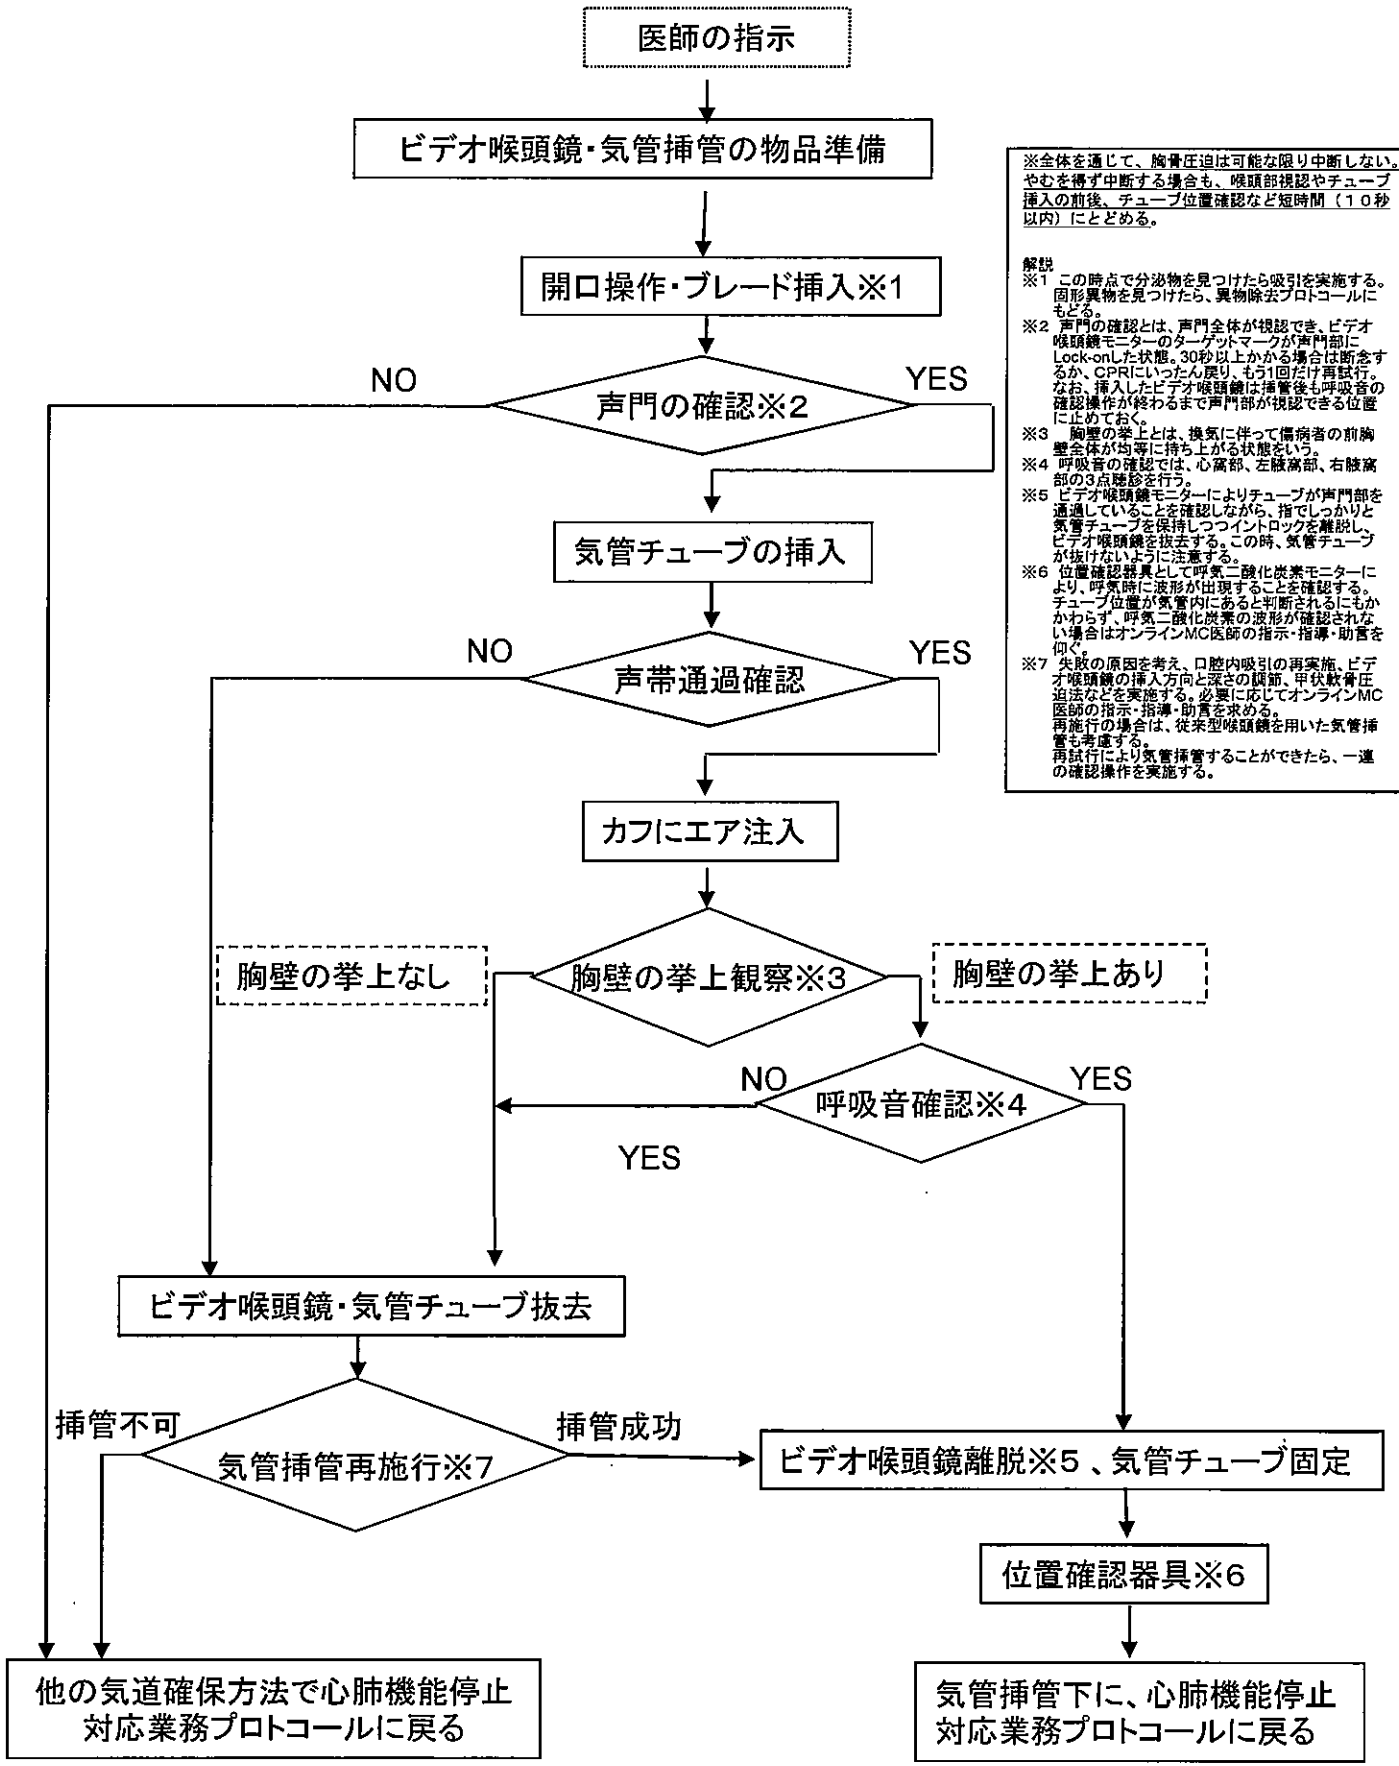 医師の指示
ビデオ喉頭鏡・気管挿管の物品準備
※全体を通じて、胸骨圧迫は可能な限り中断しない。
やむを得ず中断する場合も、喉頭部視認やチューブ
挿入の前後、チューブ位置確認など短時間（１０秒
以内）にとどめる。
解説
※1 この時点で分泌物を見つけたら吸引を実施する。
固形異物を見つけたら、異物除去プロトコールに
もどる。
※2 声門の確認とは、声門全体が視認でき、ビデオ
喉頭鏡モニターのターゲットマークが声門部に
Lock-onした状態。30秒以上かかる場合は断念す
るか、CPRにいったん戻り、もう1回だけ再試行。
なお、挿入したビデオ喉頭鏡は挿管後も呼吸音の
確認操作が終わるまで声門部が視認できる位置
に止めておく。
※3 胸壁の挙上とは、換気に伴って傷病者の前胸
壁全体が均等に持ち上がる状態をいう。
※4 呼吸音の確認では、心窩部、左腋窩部、右腋窩
部の3点聴診を行う。
※5 ビデオ喉頭鏡モニターによりチューブが声門部を
通過していることを確認しながら、指でしっかりと
気管チューブを保持しつつイントロックを離脱し、
ビデオ喉頭鏡を抜去する。この時、気管チューブ
が抜けないように注意する。
※6 位置確認器具として呼気二酸化炭素モニターに
より、呼気時に波形が出現することを確認する。
チューブ位置が気管内にあると判断されるにもか
かわらず、呼気二酸化炭素の波形が確認されな
い場合はオンラインMC医師の指示・指導・助言を
仰ぐ。
※7 失敗の原因を考え、口腔内吸引の再実施、ビデ
オ喉頭鏡の挿入方向と深さの調節、甲状軟骨圧
迫法などを実施する。必要に応じてオンラインMC
医師の指示・指導・助言を求める。
再施行の場合は、従来型喉頭鏡を用いた気管挿
管も考慮する。
再試行により気管挿管することができたら、一連
の確認操作を実施する。
開口操作・ブレード挿入※1
NO
YES
声門の確認※2
気管チューブの挿入
NO
YES
声帯通過確認
カフにエア注入
胸壁の挙上なし
胸壁の挙上観察※3
胸壁の挙上あり
NO
YES
呼吸音確認※4
YES
ビデオ喉頭鏡・気管チューブ抜去
挿管不可
挿管成功
気管挿管再施行※7
ビデオ喉頭鏡離脱※5 、気管チューブ固定
位置確認器具※6
他の気道確保方法で心肺機能停止
対応業務プロトコールに戻る
気管挿管下に、心肺機能停止
対応業務プロトコールに戻る